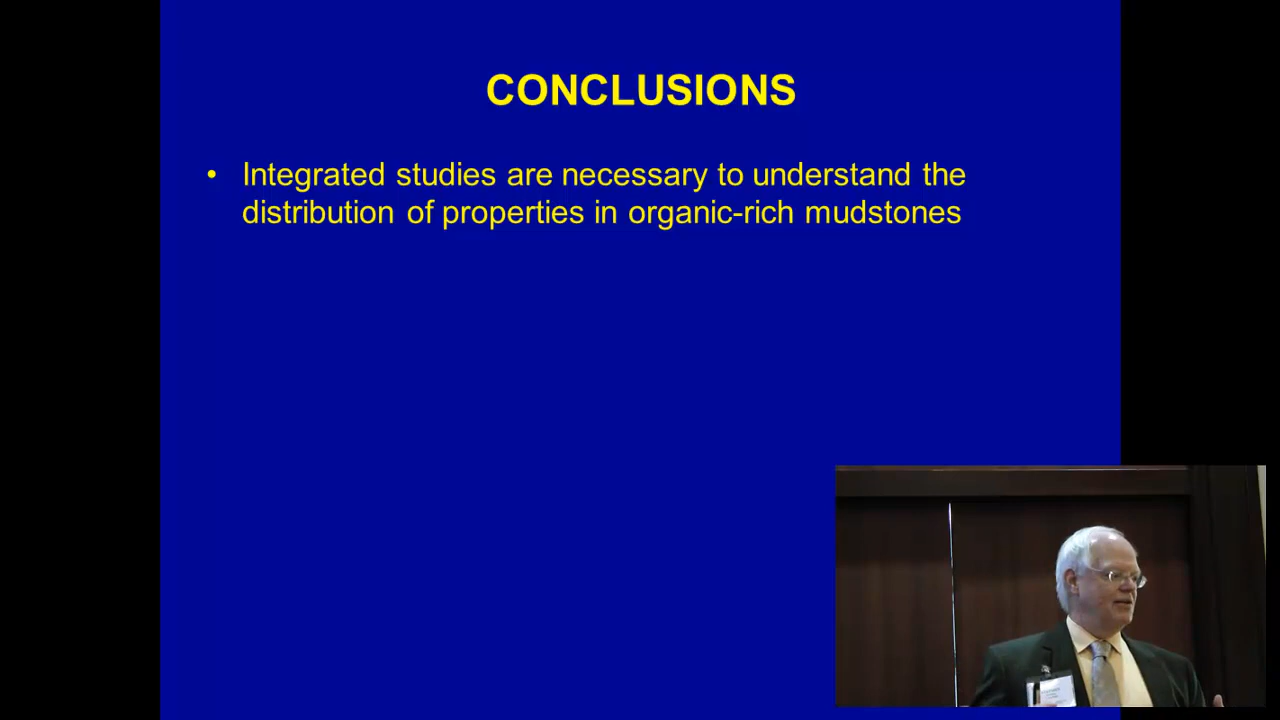 CONCLUSIONS
• Integrated studies are necessary to understand the
distribution of properties in organic-rich mudstones